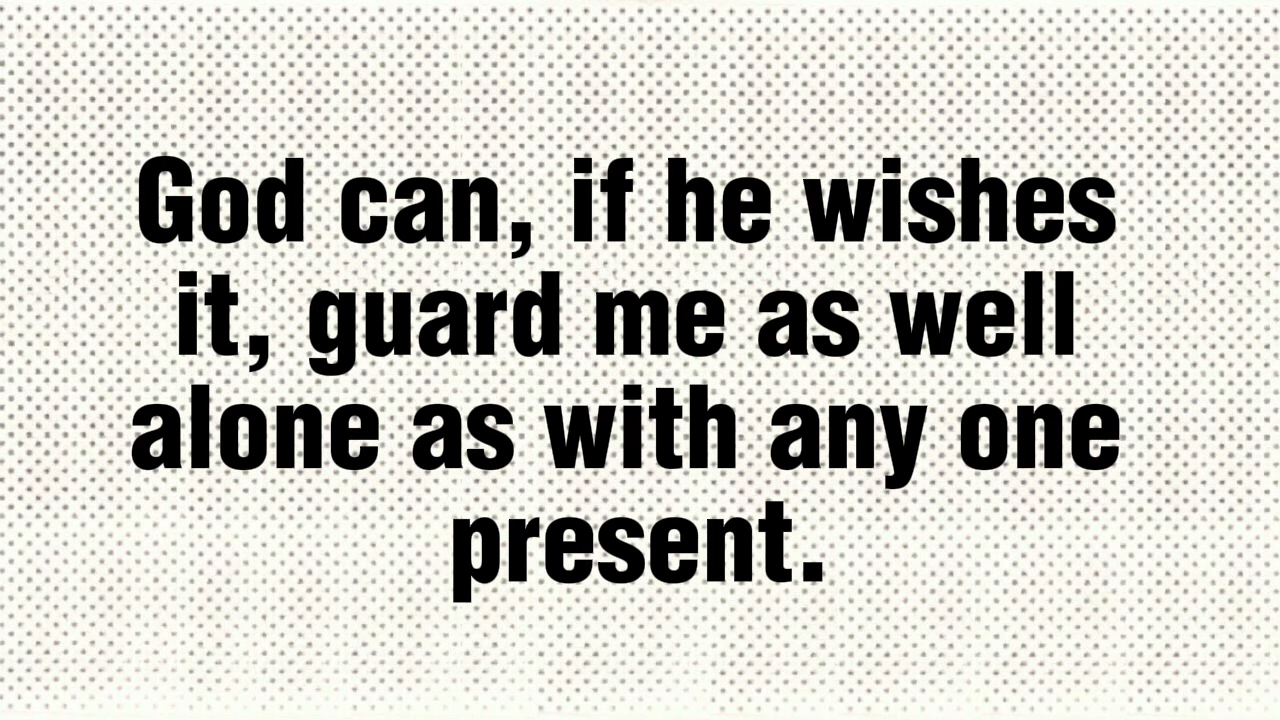 God can, if he wishes
it, guard me as well
alone as with any one
present.